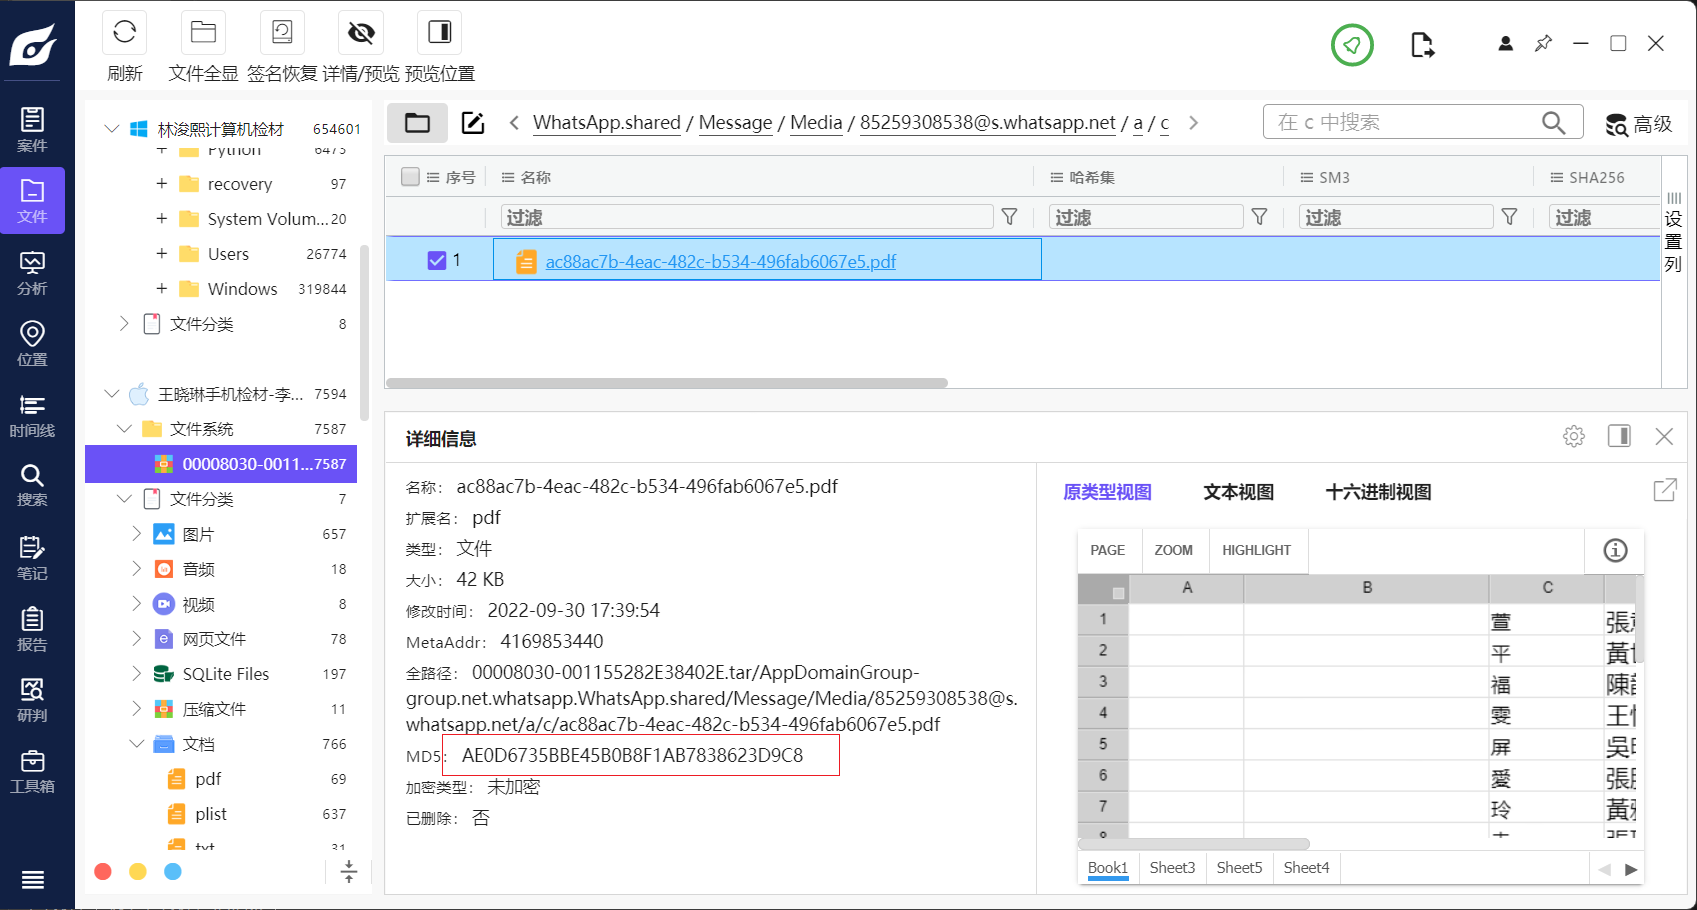 刷新
文件全显
签名恢复
详情/预览
预览位置
案件
文件
分析
位置
时间线
搜索
笔记
报告
研判
工具箱
林浚熙计算机检材 654601
Python 6473
recovery 97
System Volum... 20
Users 26774
Windows 319844
文件分类 8
王晓琳手机检材-李... 7594
文件系统 7587
00008030-0011... 7587
文件分类 7
图片 657
音频 18
视频 8
网页文件 78
SQLite Files 197
压缩文件 11
文档 766
pdf 69
plist 637
txt 31
WhatsApp.shared / Message / Media / 85259308538@s.whatsapp.net / a / c
在 c 中搜索
高级
序号 名称 哈希集 SM3 SHA256
过滤 过滤 过滤 过滤
1 ac88ac7b-4eac-482c-b534-496fab6067e5.pdf
设置列
详细信息
名称: ac88ac7b-4eac-482c-b534-496fab6067e5.pdf
扩展名: pdf
类型: 文件
大小: 42 KB
修改时间: 2022-09-30 17:39:54
MetaAddr: 4169853440
全路径: 00008030-001155282E38402E.tar/AppDomainGroup-
group.net.whatsapp.WhatsApp.shared/Message/Media/85259308538@s.
whatsapp.net/a/c/ac88ac7b-4eac-482c-b534-496fab6067e5.pdf
MD5: AE0D6735BBE45B0B8F1AB7838623D9C8
加密类型: 未加密
已删除: 否
原类型视图 文本视图 十六进制视图
PAGE ZOOM HIGHLIGHT
A B C
1 萱 張
2 平 黃
3 福 陳
4 雯 王
5 屏 吳
6 愛 張
7 玲 黃
8
Book1 Sheet3 Sheet5 Sheet4